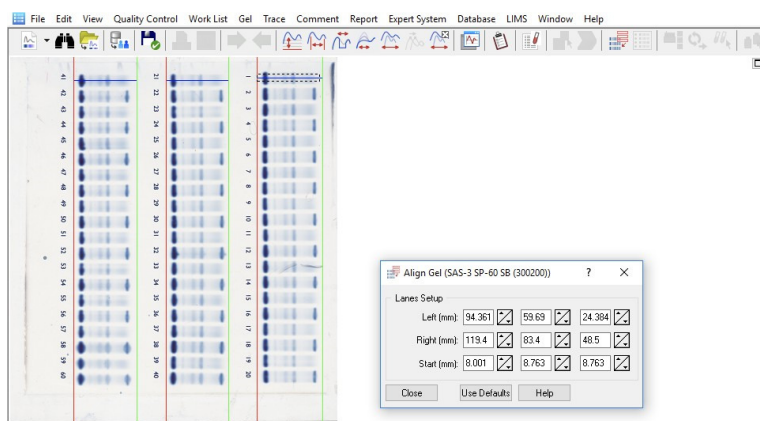 File Edit View Quality Control Work List Gel Trace Comment Report Expert System Database LIMS Window Help
41 21 1
42 22 2
43 23 3
44 24 4
45 25 5
46 26 6
47 27 7
48 28 8
49 29 9
50 30 10
51 31 11
52 32 12
53 33 13
54 34 14
55 35 15
56 36 16
57 37 17
58 38 18
59 39 19
60 40 20
Align Gel (SAS-3 SP-60 SB (300200)) ? ×
Lanes Setup
Left (mm): 94.361 59.69 24.384
Right (mm): 119.4 83.4 48.5
Start (mm): 8.001 8.763 8.763
Close Use Defaults Help